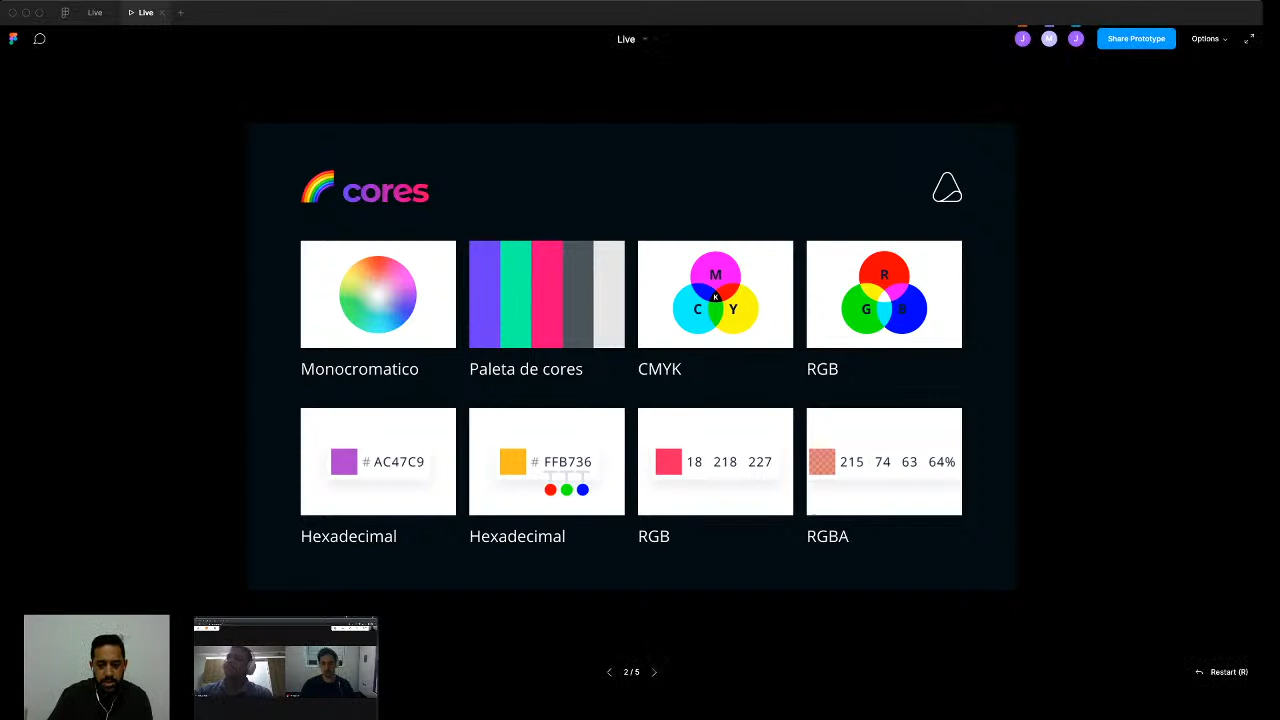 Live
Live
Live
J
M
J
Share Prototype
Options
cores
M
C
K
Y
R
G
B
Monocromatico
Paleta de cores
CMYK
RGB
# AC47C9
# FFB736
18 218 227
215 74 63 64%
Hexadecimal
Hexadecimal
RGB
RGBA
2 / 5
Restart (R)